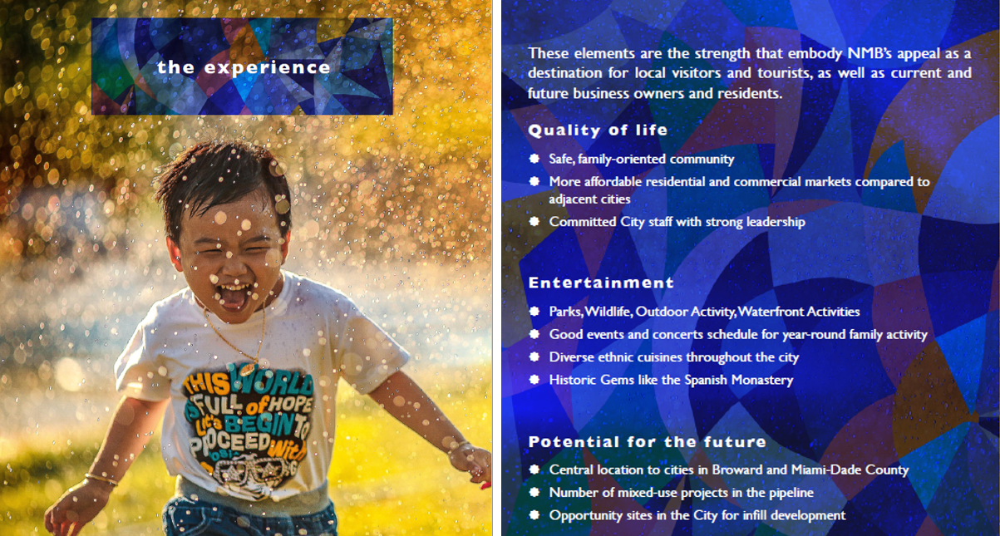 the experience
THIS WORLD
FULL of HOPE
Let's BEGIN TO
PROCEED with
These elements are the strength that embody NMB's appeal as a
destination for local visitors and tourists, as well as current and
future business owners and residents.
Quality of life
Safe, family-oriented community
More affordable residential and commercial markets compared to
adjacent cities
Committed City staff with strong leadership
Entertainment
Parks, Wildlife, Outdoor Activity, Waterfront Activities
Good events and concerts schedule for year-round family activity
Diverse ethnic cuisines throughout the city
Historic Gems like the Spanish Monastery
Potential for the future
Central location to cities in Broward and Miami-Dade County
Number of mixed-use projects in the pipeline
Opportunity sites in the City for infill development